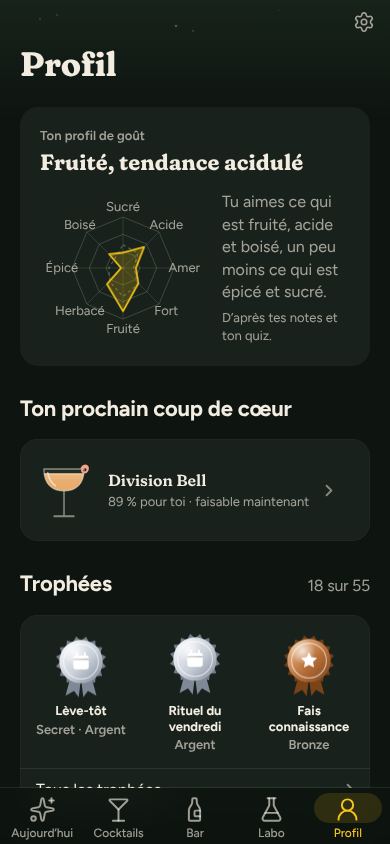 Profil
Ton profil de goût
Fruité, tendance acidulé
Sucré
Boisé
Acide
Épicé
Amer
Herbacé
Fort
Fruité
Tu aimes ce qui
est fruité, acide
et boisé, un peu
moins ce qui est
épicé et sucré.
D'après tes notes et
ton quiz.
Ton prochain coup de cœur
Division Bell
89 % pour toi · faisable maintenant
Trophées
18 sur 55
Lève-tôt
Secret · Argent
Rituel du
vendredi
Argent
Fais
connaissance
Bronze
Tous les trophées
Aujourd'hui
Cocktails
Bar
Labo
Profil